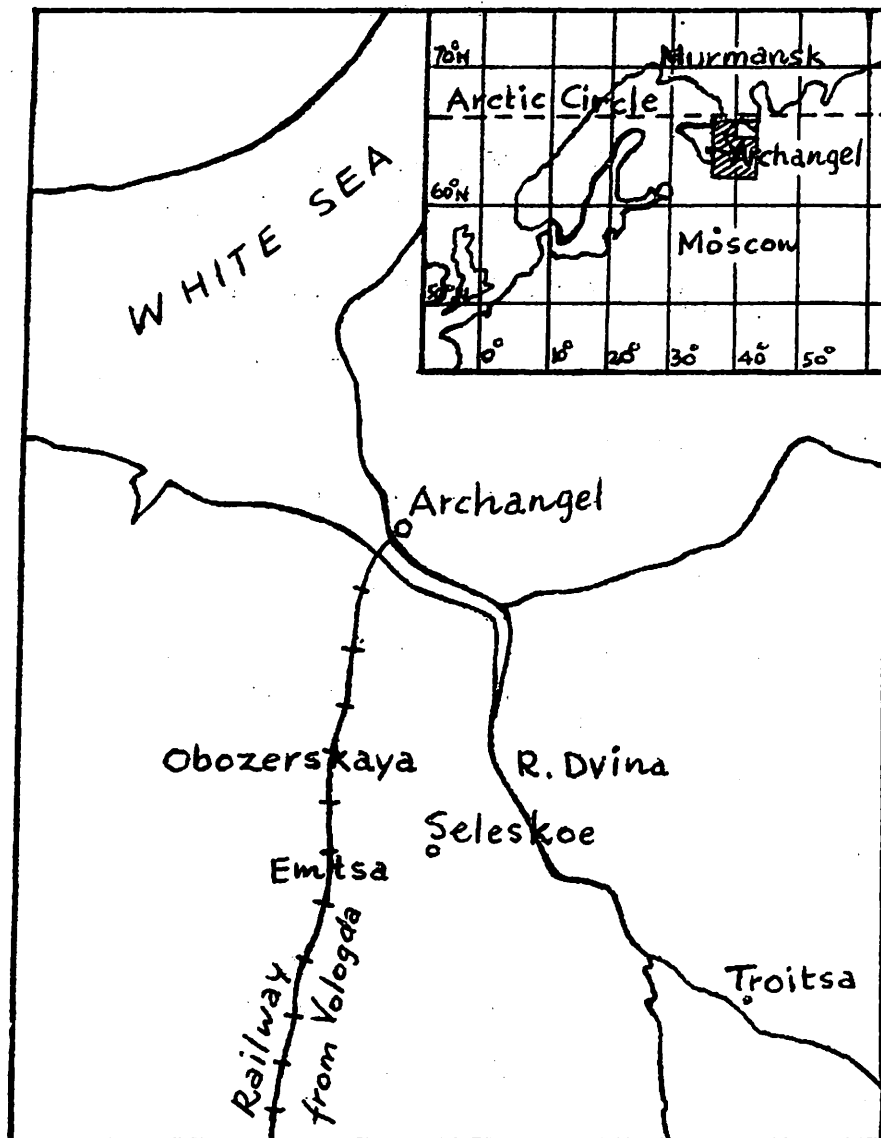 70°N
Murmansk
Arctic Circle
Archangel
60°N
Moscow
50°N
0°
10°
20°
30°
40°
50°
WHITE SEA
Archangel
Obozerskaya
R. Dvina
Seleskoe
Emtsa
Troitsa
Railway
from Vologda